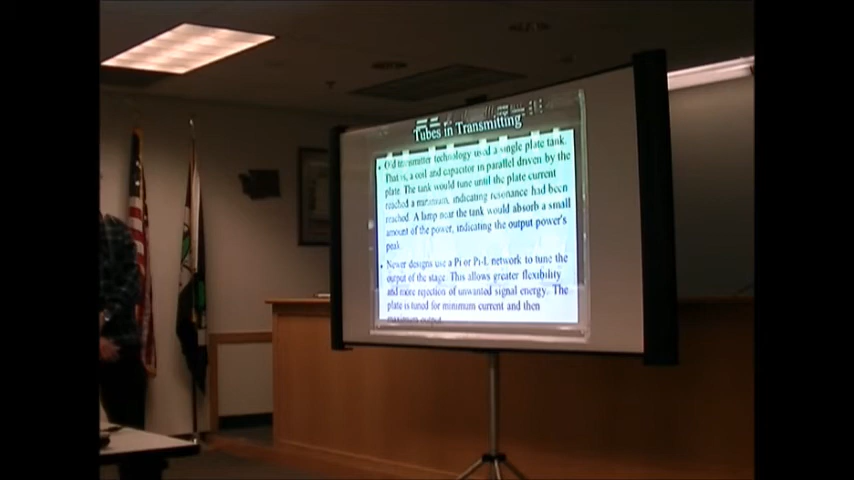 Tubes in Transmitting
• Old transmitter technology used a single plate tank.
That is, a coil and capacitor in parallel driven by the
plate. The tank would tune until the plate current
reached a minimum, indicating resonance had been
reached. A lamp near the tank would absorb a small
amount of the power, indicating the output power's
peak.
• Newer designs use a Pi or Pi-L network to tune the
output of the stage. This allows greater flexibility
and more rejection of unwanted signal energy. The
plate is tuned for minimum current and then
maximum output.